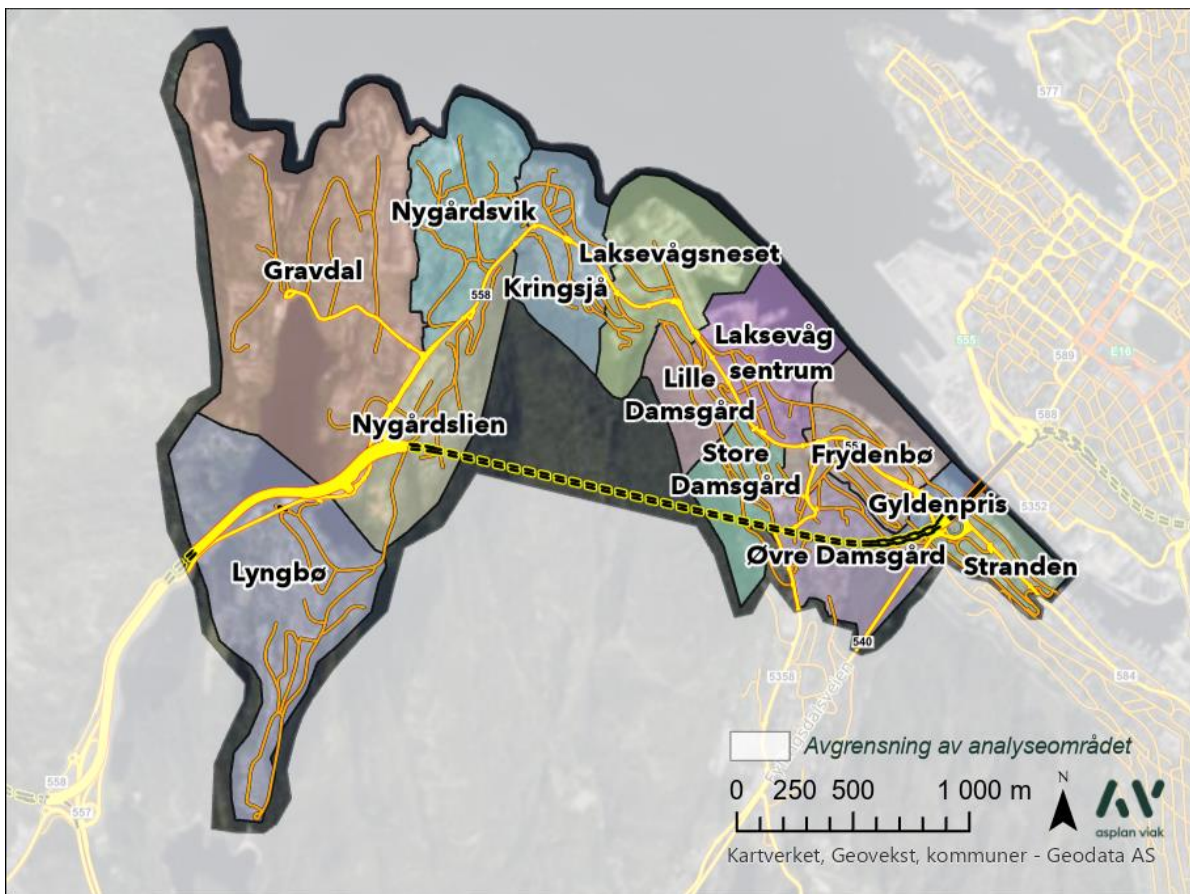 577
Nygårdsvik
Laksevågsneset
Gravdal
Kringsjå
558
Laksevåg
sentrum
555
589
E16
Lille
Damsgård
588
Nygårdslien
Store
Damsgård
55
Frydenbø
Gyldenpris
5352
Øvre Damsgård
Stranden
Lyngbø
540
5358
584
558
557
Avgrensning av analyseområdet
0 250 500 1 000 m
N
asplan viak
Kartverket, Geovekst, kommuner - Geodata AS